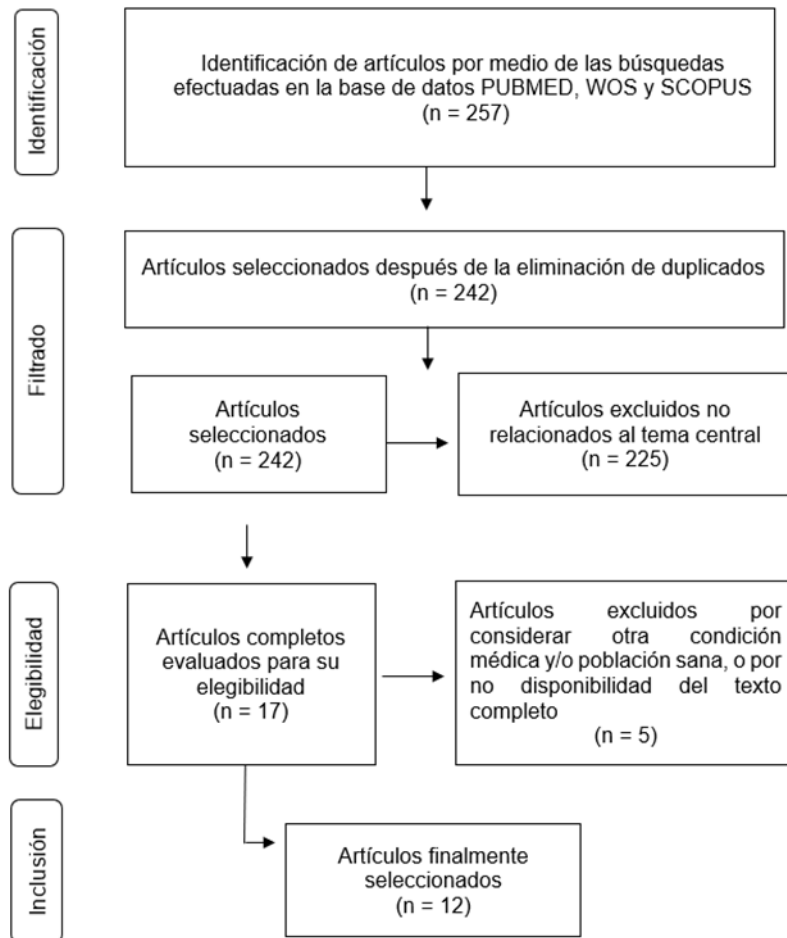 Identificación
Identificación de artículos por medio de las búsquedas
efectuadas en la base de datos PUBMED, WOS y SCOPUS
(n = 257)
Filtrado
Artículos seleccionados después de la eliminación de duplicados
(n = 242)
Artículos
seleccionados
(n = 242)
Artículos excluidos no
relacionados al tema central
(n = 225)
Elegibilidad
Artículos completos
evaluados para su
elegibilidad
(n = 17)
Artículos excluidos por
considerar otra condición
médica y/o población sana, o por
no disponibilidad del texto
completo
(n = 5)
Inclusión
Artículos finalmente
seleccionados
(n = 12)